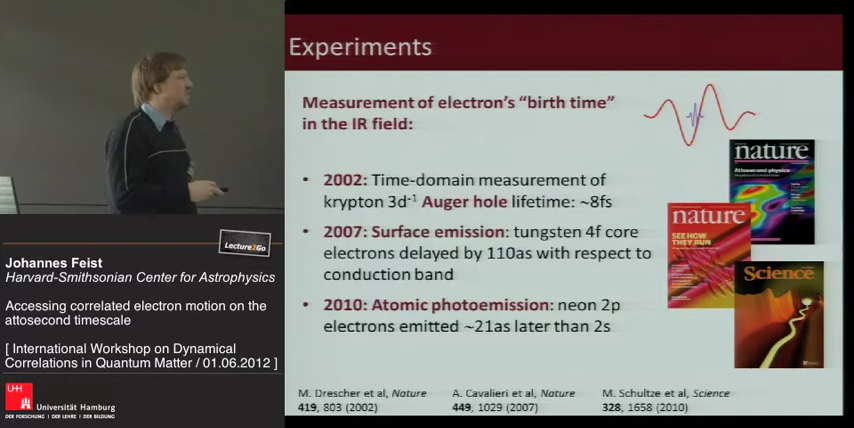 Experiments
Measurement of electron's "birth time"
in the IR field:
• 2002: Time-domain measurement of
krypton 3d⁻¹ Auger hole lifetime: ~8fs
• 2007: Surface emission: tungsten 4f core
electrons delayed by 110as with respect to
conduction band
• 2010: Atomic photoemission: neon 2p
electrons emitted ~21as later than 2s
nature
Attosecond physics
nature
SEE HOW
THEY RUN
Science
M. Drescher et al, Nature
419, 803 (2002)
A. Cavalieri et al, Nature
449, 1029 (2007)
M. Schultze et al, Science
328, 1658 (2010)
Lecture2Go
Johannes Feist
Harvard-Smithsonian Center for Astrophysics
Accessing correlated electron motion on the
attosecond timescale
[ International Workshop on Dynamical
Correlations in Quantum Matter / 01.06.2012 ]
UH
Universität Hamburg
DER FORSCHUNG | DER LEHRE | DER BILDUNG